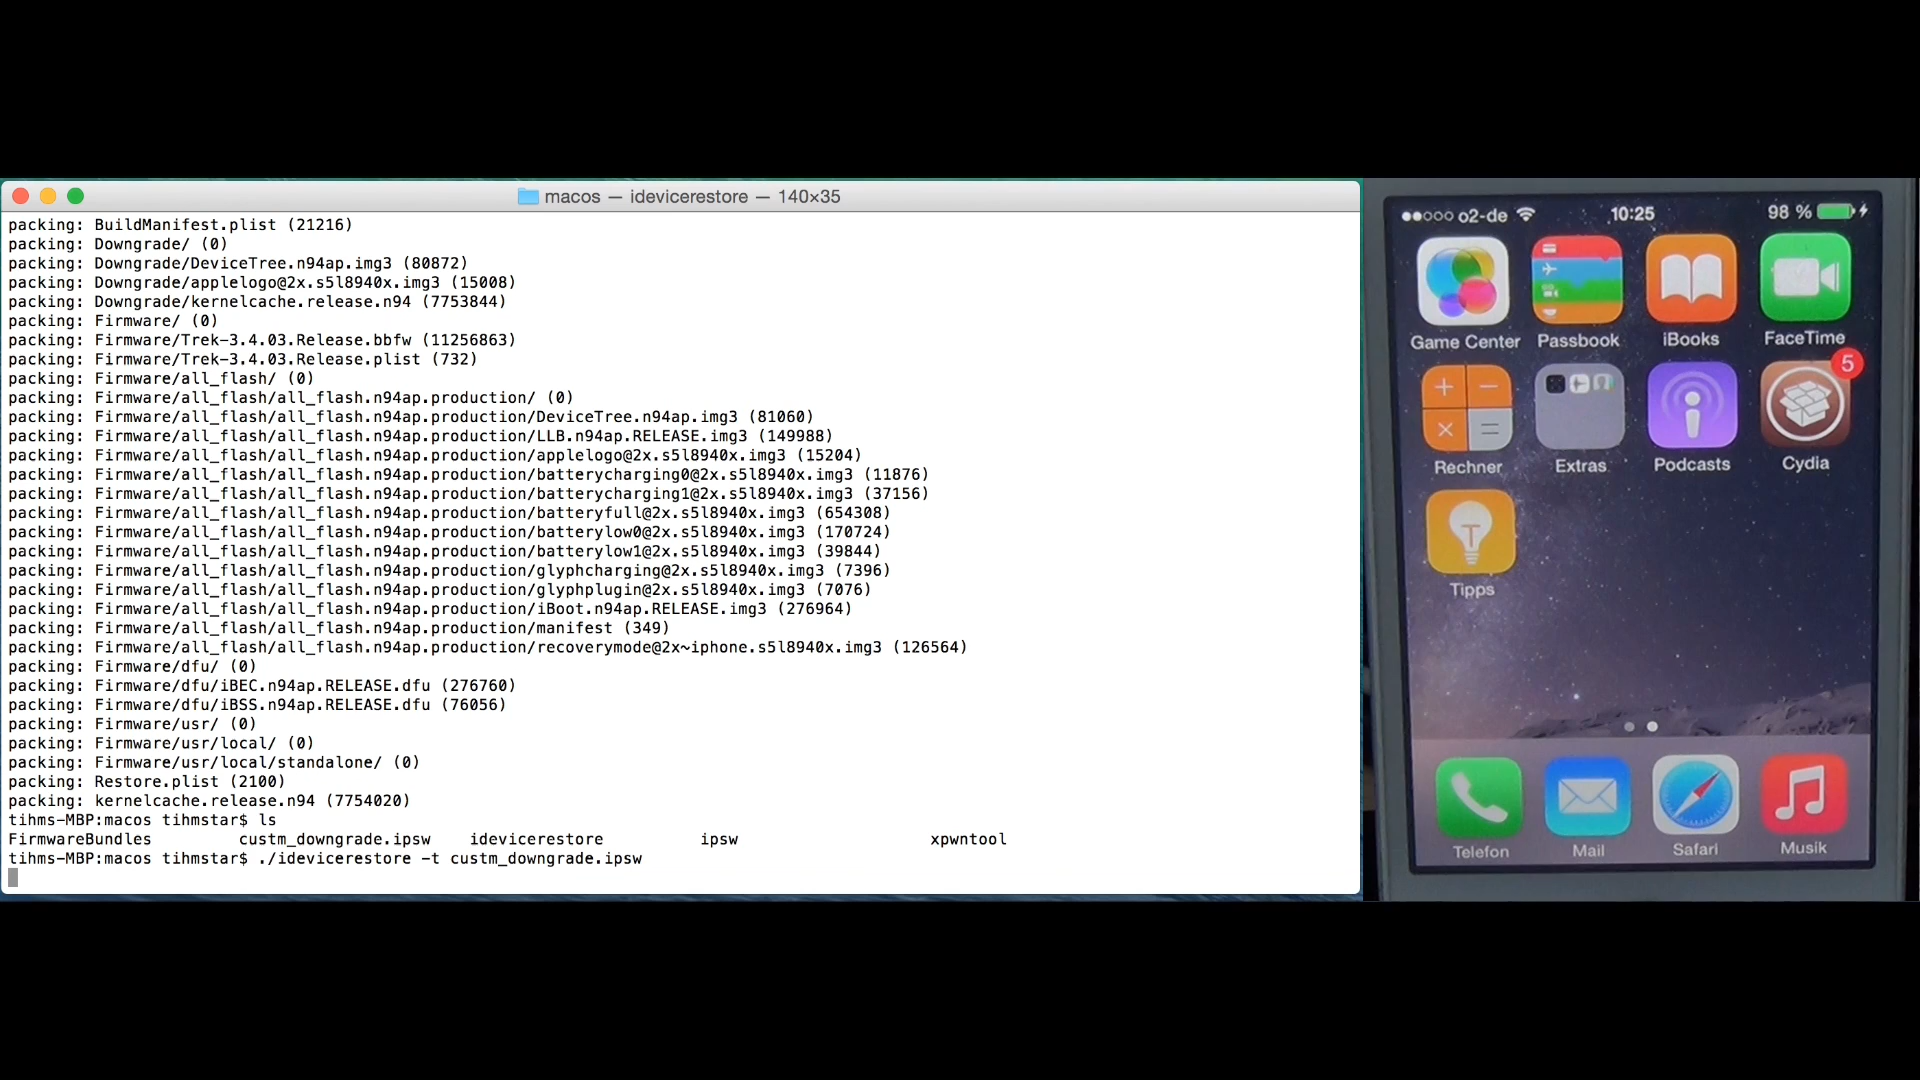 macos — idevicerestore — 140×35
packing: BuildManifest.plist (21216)
packing: Downgrade/ (0)
packing: Downgrade/DeviceTree.n94ap.img3 (80872)
packing: Downgrade/applelogo@2x.s5l8940x.img3 (15008)
packing: Downgrade/kernelcache.release.n94 (7753844)
packing: Firmware/ (0)
packing: Firmware/Trek-3.4.03.Release.bbfw (11256863)
packing: Firmware/Trek-3.4.03.Release.plist (732)
packing: Firmware/all_flash/ (0)
packing: Firmware/all_flash/all_flash.n94ap.production/ (0)
packing: Firmware/all_flash/all_flash.n94ap.production/DeviceTree.n94ap.img3 (81060)
packing: Firmware/all_flash/all_flash.n94ap.production/LLB.n94ap.RELEASE.img3 (149988)
packing: Firmware/all_flash/all_flash.n94ap.production/applelogo@2x.s5l8940x.img3 (15204)
packing: Firmware/all_flash/all_flash.n94ap.production/batterycharging0@2x.s5l8940x.img3 (11876)
packing: Firmware/all_flash/all_flash.n94ap.production/batterycharging1@2x.s5l8940x.img3 (37156)
packing: Firmware/all_flash/all_flash.n94ap.production/batteryfull@2x.s5l8940x.img3 (654308)
packing: Firmware/all_flash/all_flash.n94ap.production/batterylow0@2x.s5l8940x.img3 (170724)
packing: Firmware/all_flash/all_flash.n94ap.production/batterylow1@2x.s5l8940x.img3 (39844)
packing: Firmware/all_flash/all_flash.n94ap.production/glyphcharging@2x.s5l8940x.img3 (7396)
packing: Firmware/all_flash/all_flash.n94ap.production/glyphplugin@2x.s5l8940x.img3 (7076)
packing: Firmware/all_flash/all_flash.n94ap.production/iBoot.n94ap.RELEASE.img3 (276964)
packing: Firmware/all_flash/all_flash.n94ap.production/manifest (349)
packing: Firmware/all_flash/all_flash.n94ap.production/recoverymode@2x~iphone.s5l8940x.img3 (126564)
packing: Firmware/dfu/ (0)
packing: Firmware/dfu/iBEC.n94ap.RELEASE.dfu (276760)
packing: Firmware/dfu/iBSS.n94ap.RELEASE.dfu (76056)
packing: Firmware/usr/ (0)
packing: Firmware/usr/local/ (0)
packing: Firmware/usr/local/standalone/ (0)
packing: Restore.plist (2100)
packing: kernelcache.release.n94 (7754020)
tihms-MBP:macos tihmstar$ ls
FirmwareBundles custm_downgrade.ipsw idevicerestore ipsw xpwntool
tihms-MBP:macos tihmstar$ ./idevicerestore -t custm_downgrade.ipsw
o2-de 10:25 98 %
Game Center Passbook iBooks FaceTime
5
Rechner Extras Podcasts Cydia
Tipps
Telefon Mail Safari Musik